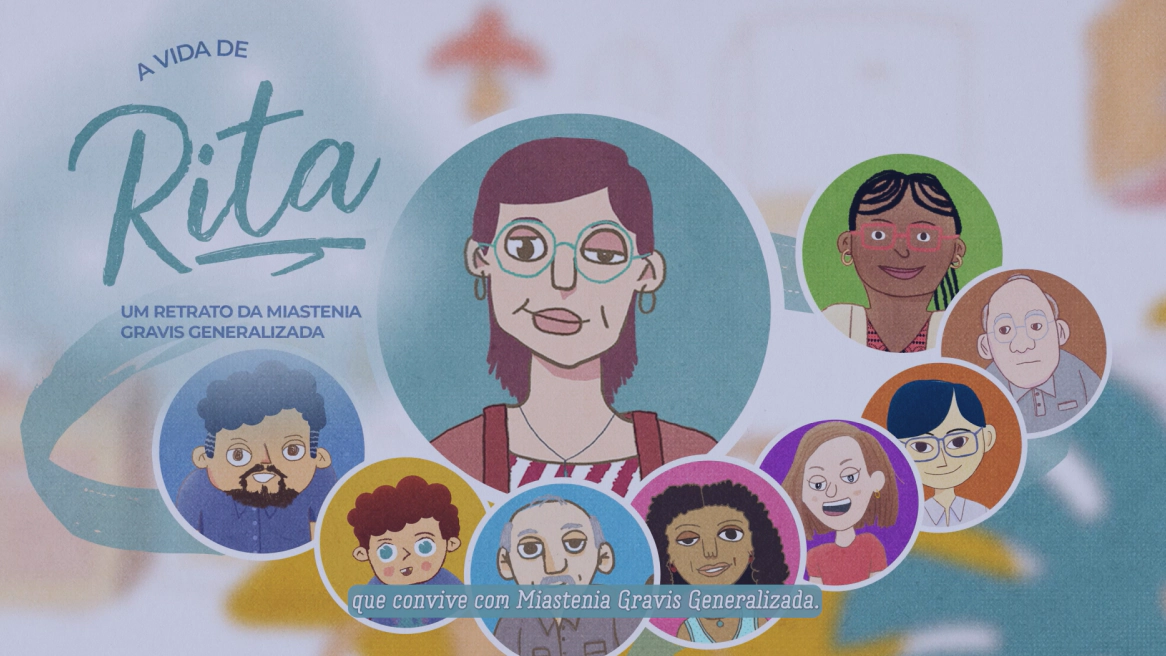 A VIDA DE
Rita
UM RETRATO DA MIASTENIA
GRAVIS GENERALIZADA
que convive com Miastenia Gravis Generalizada.